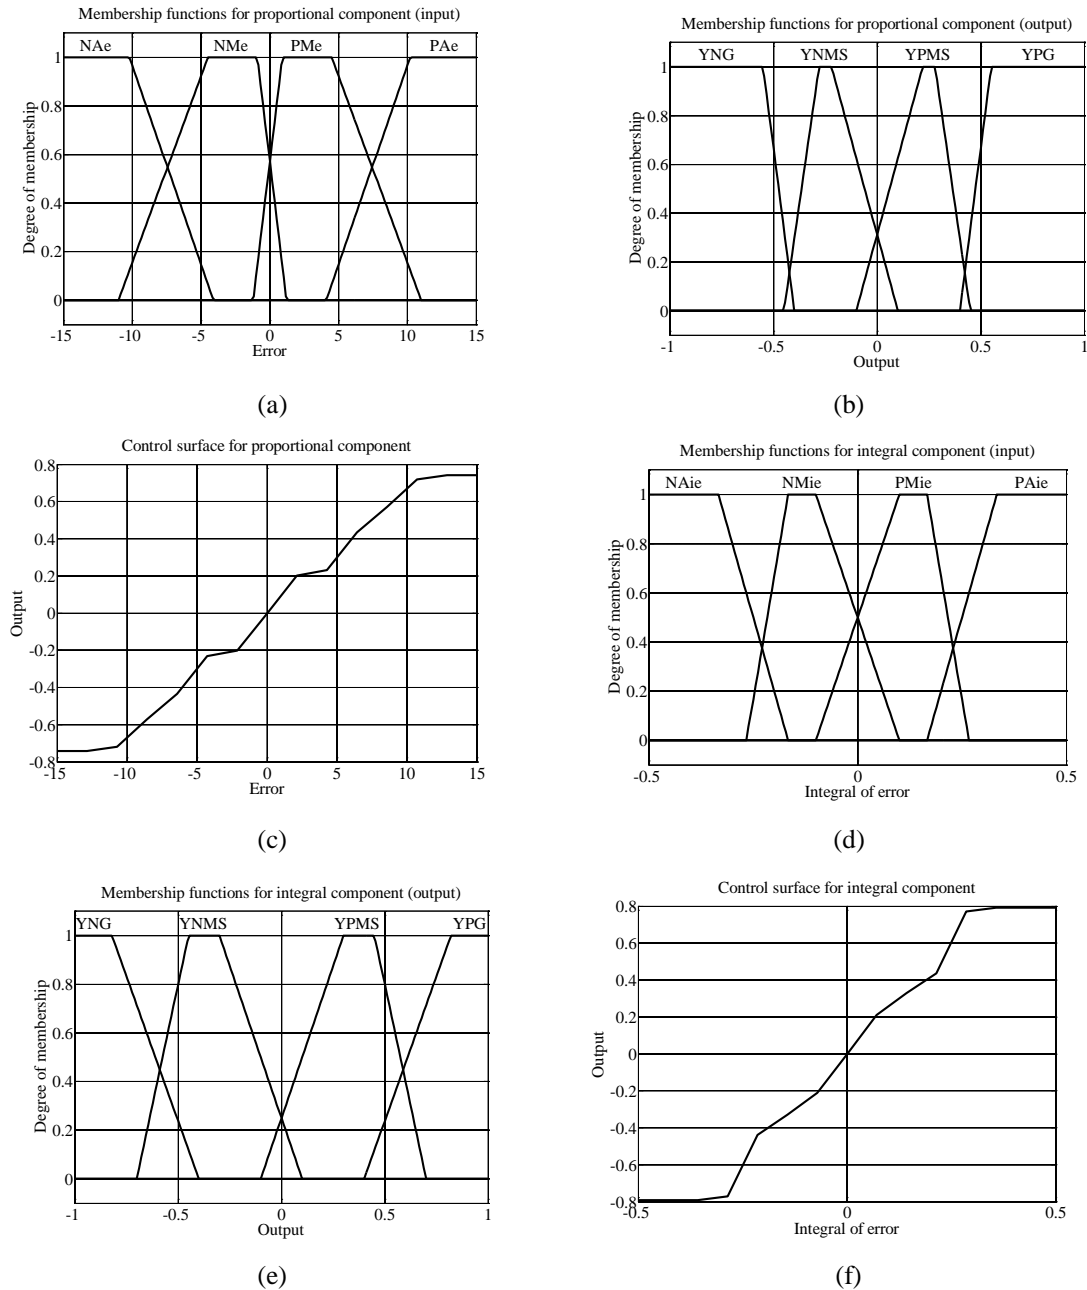 Membership functions for proportional component (input)
NAe NMe PMe PAe
1
0.8
0.6
0.4
0.2
0
Degree of membership
-15 -10 -5 0 5 10 15
Error
(a)
Membership functions for proportional component (output)
YNG YNMS YPMS YPG
1
0.8
0.6
0.4
0.2
0
Degree of membership
-1 -0.5 0 0.5 1
Output
(b)
Control surface for proportional component
0.8
0.6
0.4
0.2
0
-0.2
-0.4
-0.6
-0.8
Output
-15 -10 -5 0 5 10 15
Error
(c)
Membership functions for integral component (input)
NAie NMie PMie PAie
1
0.8
0.6
0.4
0.2
0
Degree of membership
-0.5 0 0.5
Integral of error
(d)
Membership functions for integral component (output)
YNG YNMS YPMS YPG
1
0.8
0.6
0.4
0.2
0
Degree of membership
-1 -0.5 0 0.5 1
Output
(e)
Control surface for integral component
0.8
0.6
0.4
0.2
0
-0.2
-0.4
-0.6
-0.8
Output
-0.5 0 0.5
Integral of error
(f)